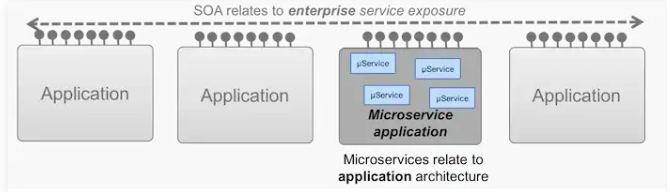 SOA relates to enterprise service exposure
Application
Application
μService
μService
μService
μService
Microservice
application
Application
Microservices relate to
application architecture